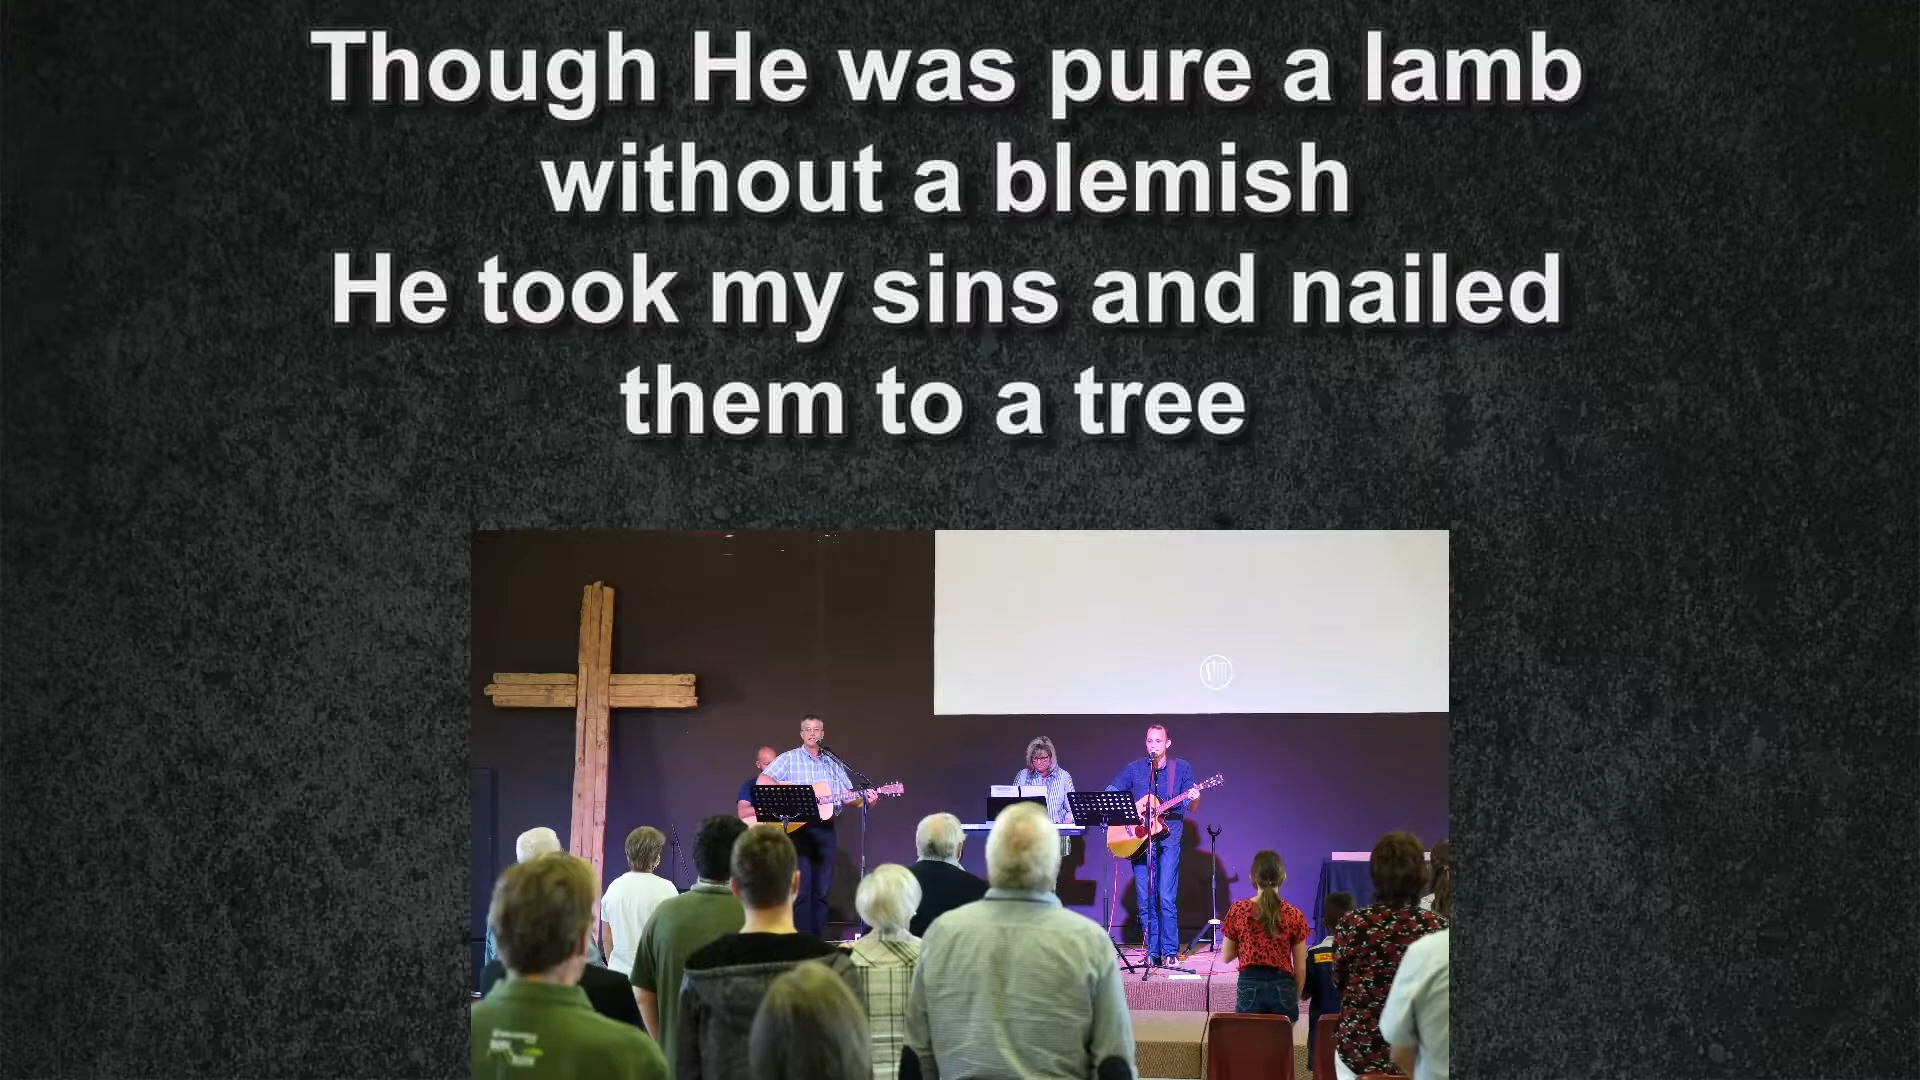 Though He was pure a lamb
without a blemish
He took my sins and nailed
them to a tree